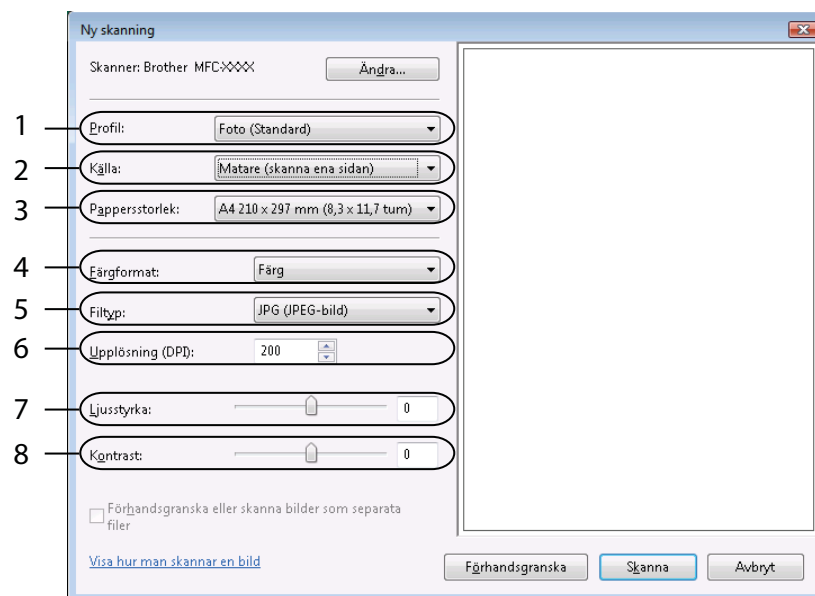 Ny skanning
Skanner: Brother MFC-XXXX
Ändra...
1 Profil: Foto (Standard)
2 Källa: Matare (skanna ena sidan)
3 Pappersstorlek: A4 210 x 297 mm (8,3 x 11,7 tum)
4 Färgformat: Färg
5 Filtyp: JPG (JPEG-bild)
6 Upplösning (DPI): 200
7 Ljusstyrka: 0
8 Kontrast: 0
Förhandsgranska eller skanna bilder som separata
filer
Visa hur man skannar en bild
Förhandsgranska Skanna Avbryt